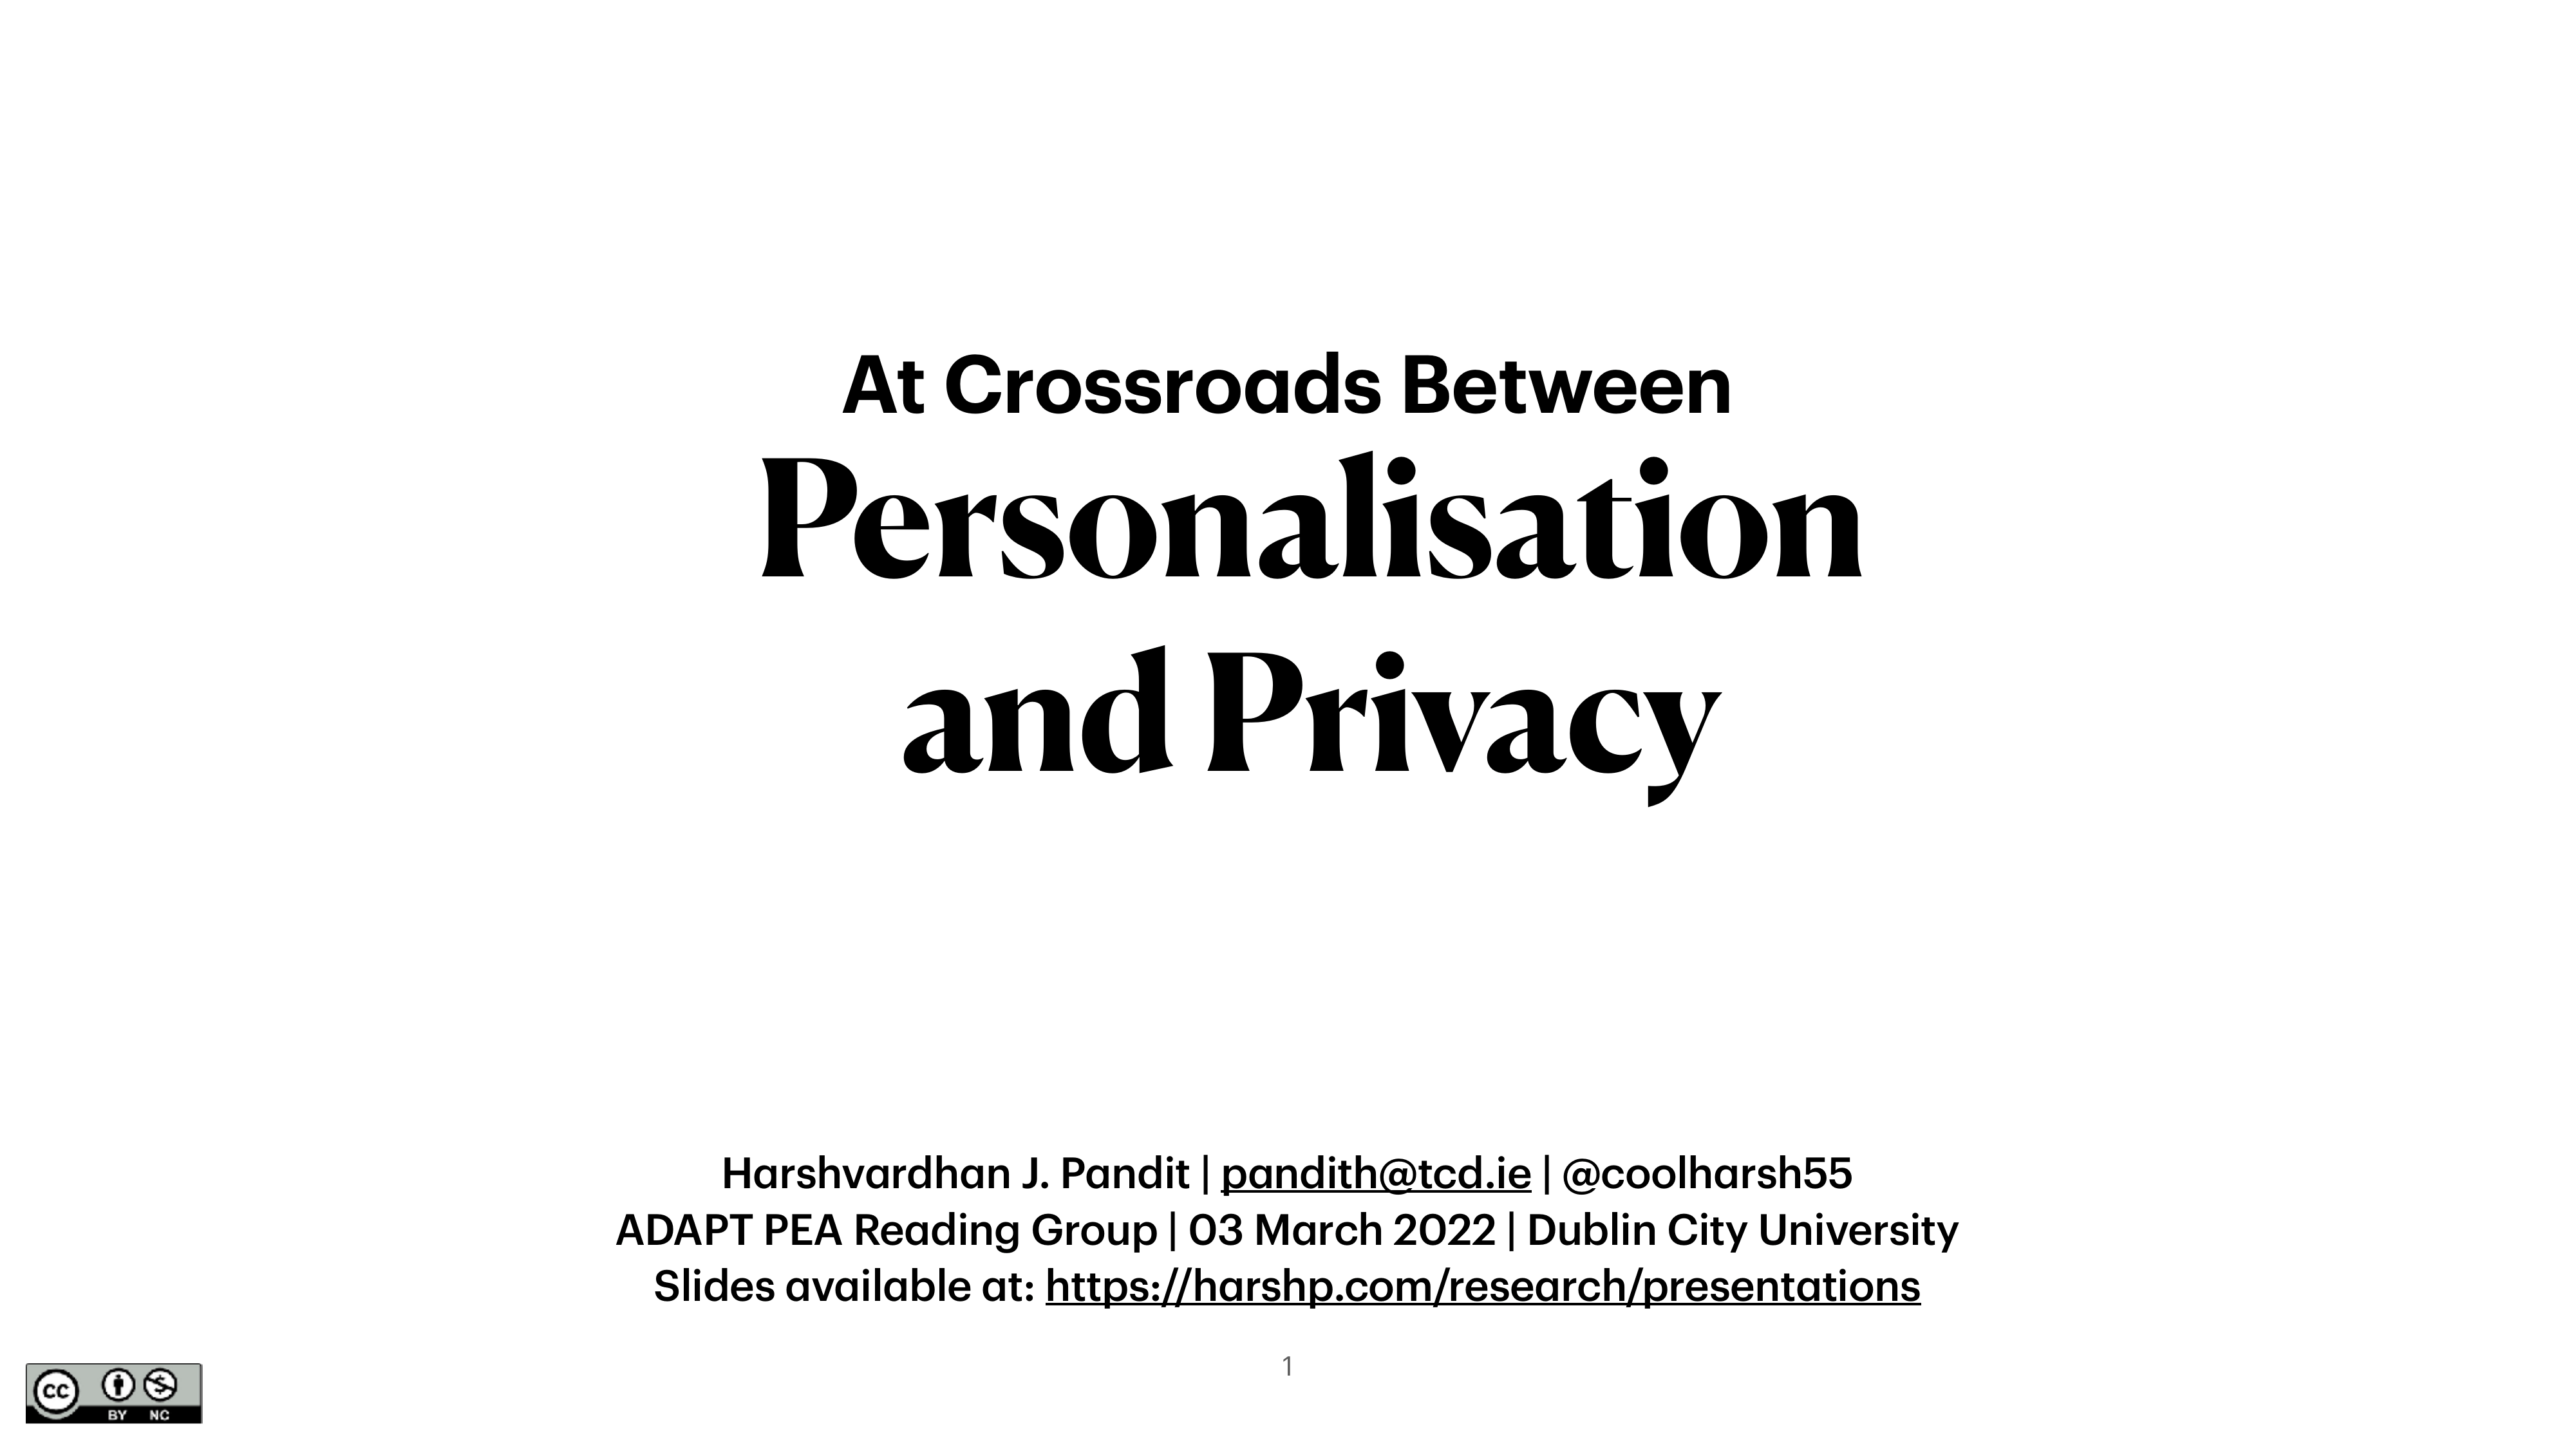 At Crossroads Between
Personalisation
and Privacy
Harshvardhan J. Pandit | pandith@tcd.ie | @coolharsh55
ADAPT PEA Reading Group | 03 March 2022 | Dublin City University
Slides available at: https://harshp.com/research/presentations
1
cc
BY NC